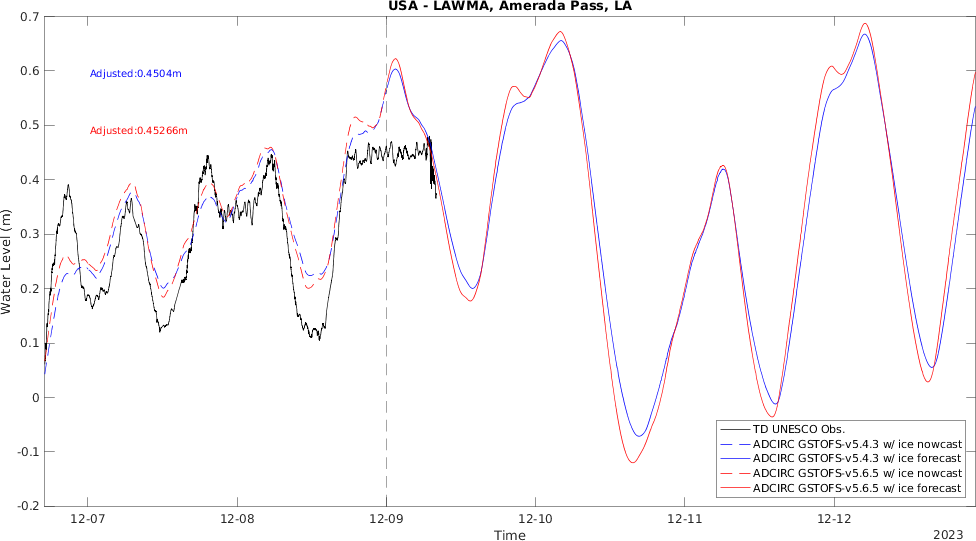 USA - LAWMA, Amerada Pass, LA
0.7
0.6
0.5
0.4
0.3
0.2
0.1
0
-0.1
-0.2
Water Level (m)
Adjusted:0.4504m
Adjusted:0.45266m
TD UNESCO Obs.
ADCIRC GSTOFS-v5.4.3 w/ ice nowcast
ADCIRC GSTOFS-v5.4.3 w/ ice forecast
ADCIRC GSTOFS-v5.6.5 w/ ice nowcast
ADCIRC GSTOFS-v5.6.5 w/ ice forecast
12-07 12-08 12-09 12-10 12-11 12-12
Time
2023